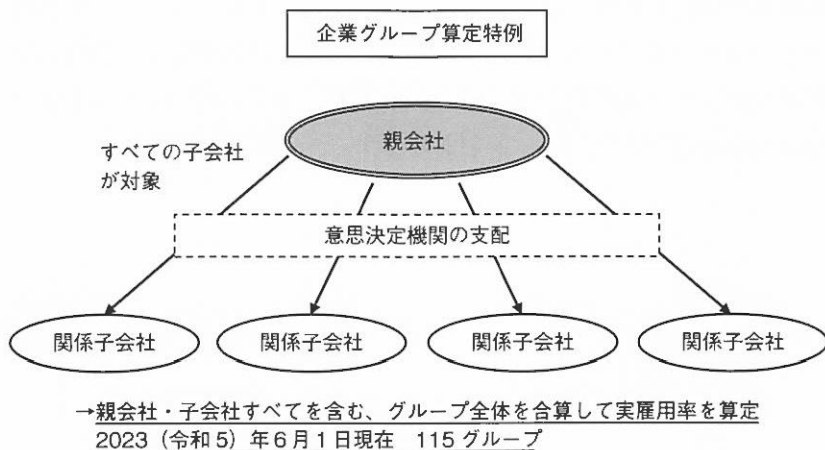 企業グループ算定特例
親会社
すべての子会社
が対象
意思決定機関の支配
関係子会社
関係子会社
関係子会社
関係子会社
→親会社・子会社すべてを含む、グループ全体を合算して実雇用率を算定
2023（令和5）年6月1日現在　115グループ